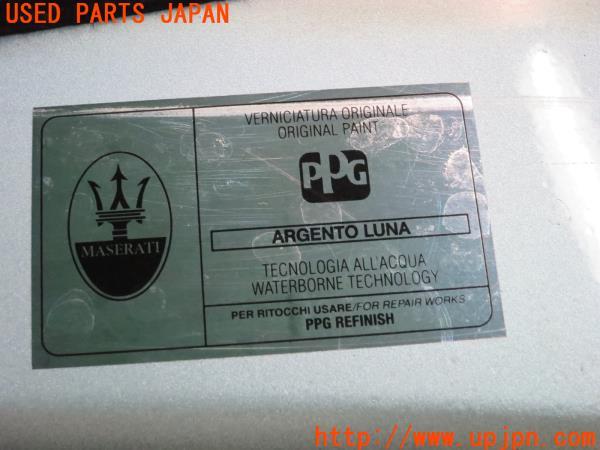 USED PARTS JAPAN
VERNICIATURA ORIGINALE
ORIGINAL PAINT
PPG
MASERATI
ARGENTO LUNA
TECNOLOGIA ALL'ACQUA
WATERBORNE TECHNOLOGY
PER RITOCCHI USARE/FOR REPAIR WORKS
PPG REFINISH
http://www.upjpn.com/